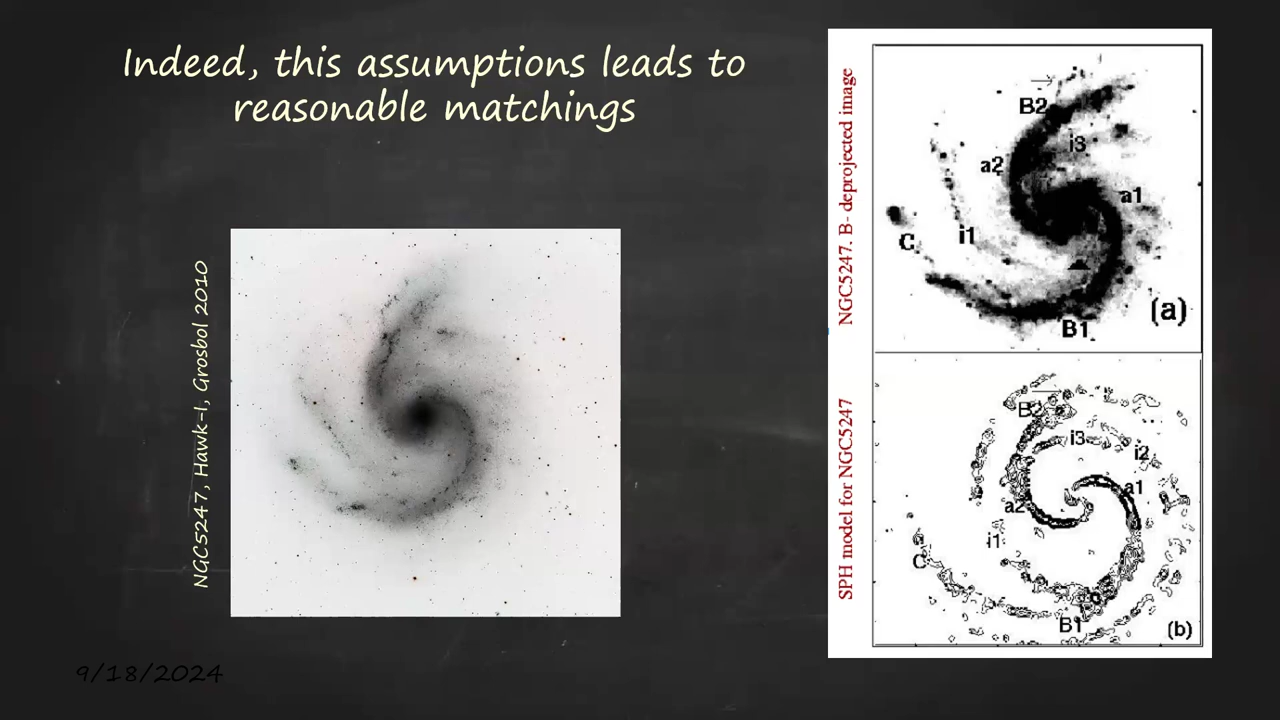 Indeed, this assumptions leads to
reasonable matchings
NGC5247, Hawk-I, Grosbol 2010
9/18/2024
NGC5247. B- deprojected image
B2
i3
a2
a1
C
i1
(a)
B1
SPH model for NGC5247
B2
i3
i2
a1
a2
i1
C
B1
(b)